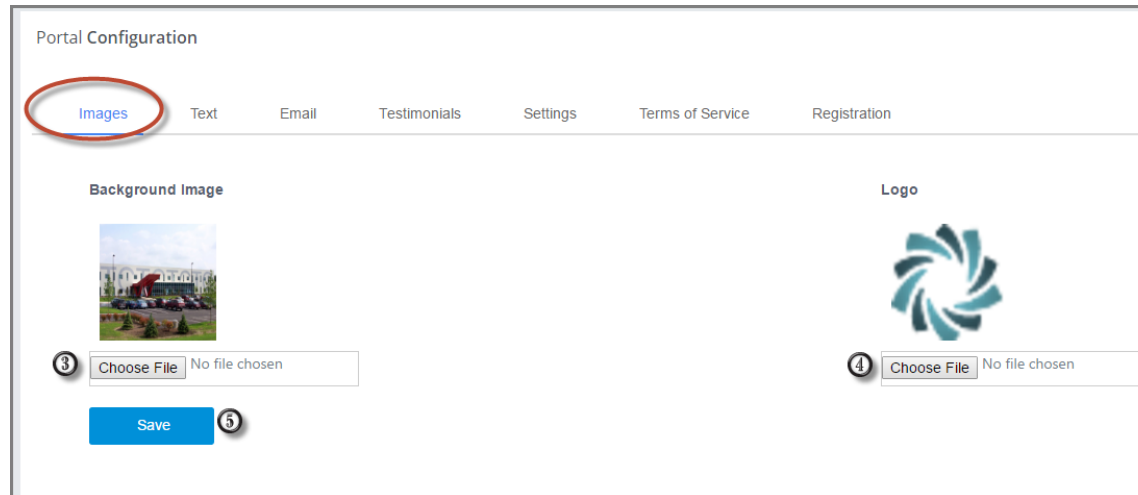 Portal Configuration
Images Text Email Testimonials Settings Terms of Service Registration
Background Image Logo
③ Choose File No file chosen ④ Choose File No file chosen
Save ⑤